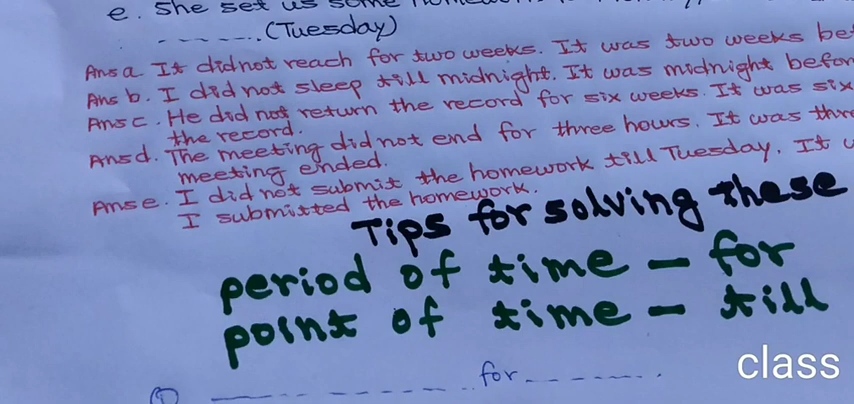 e. She set us some
.......(Tuesday)
Ans a. It didnot reach for two weeks. It was two weeks
Ans b. I did not sleep till midnight. It was midnight
Ans c. He did not return the record for six weeks. It was six
the record.
Ans d. The meeting did not end for three hours. It was
meeting ended.
Ans e. I did not submit the homework till Tuesday. It
I submitted the homework.
Tips for solving these
period of time - for
point of time - till
class
① ............ for ............